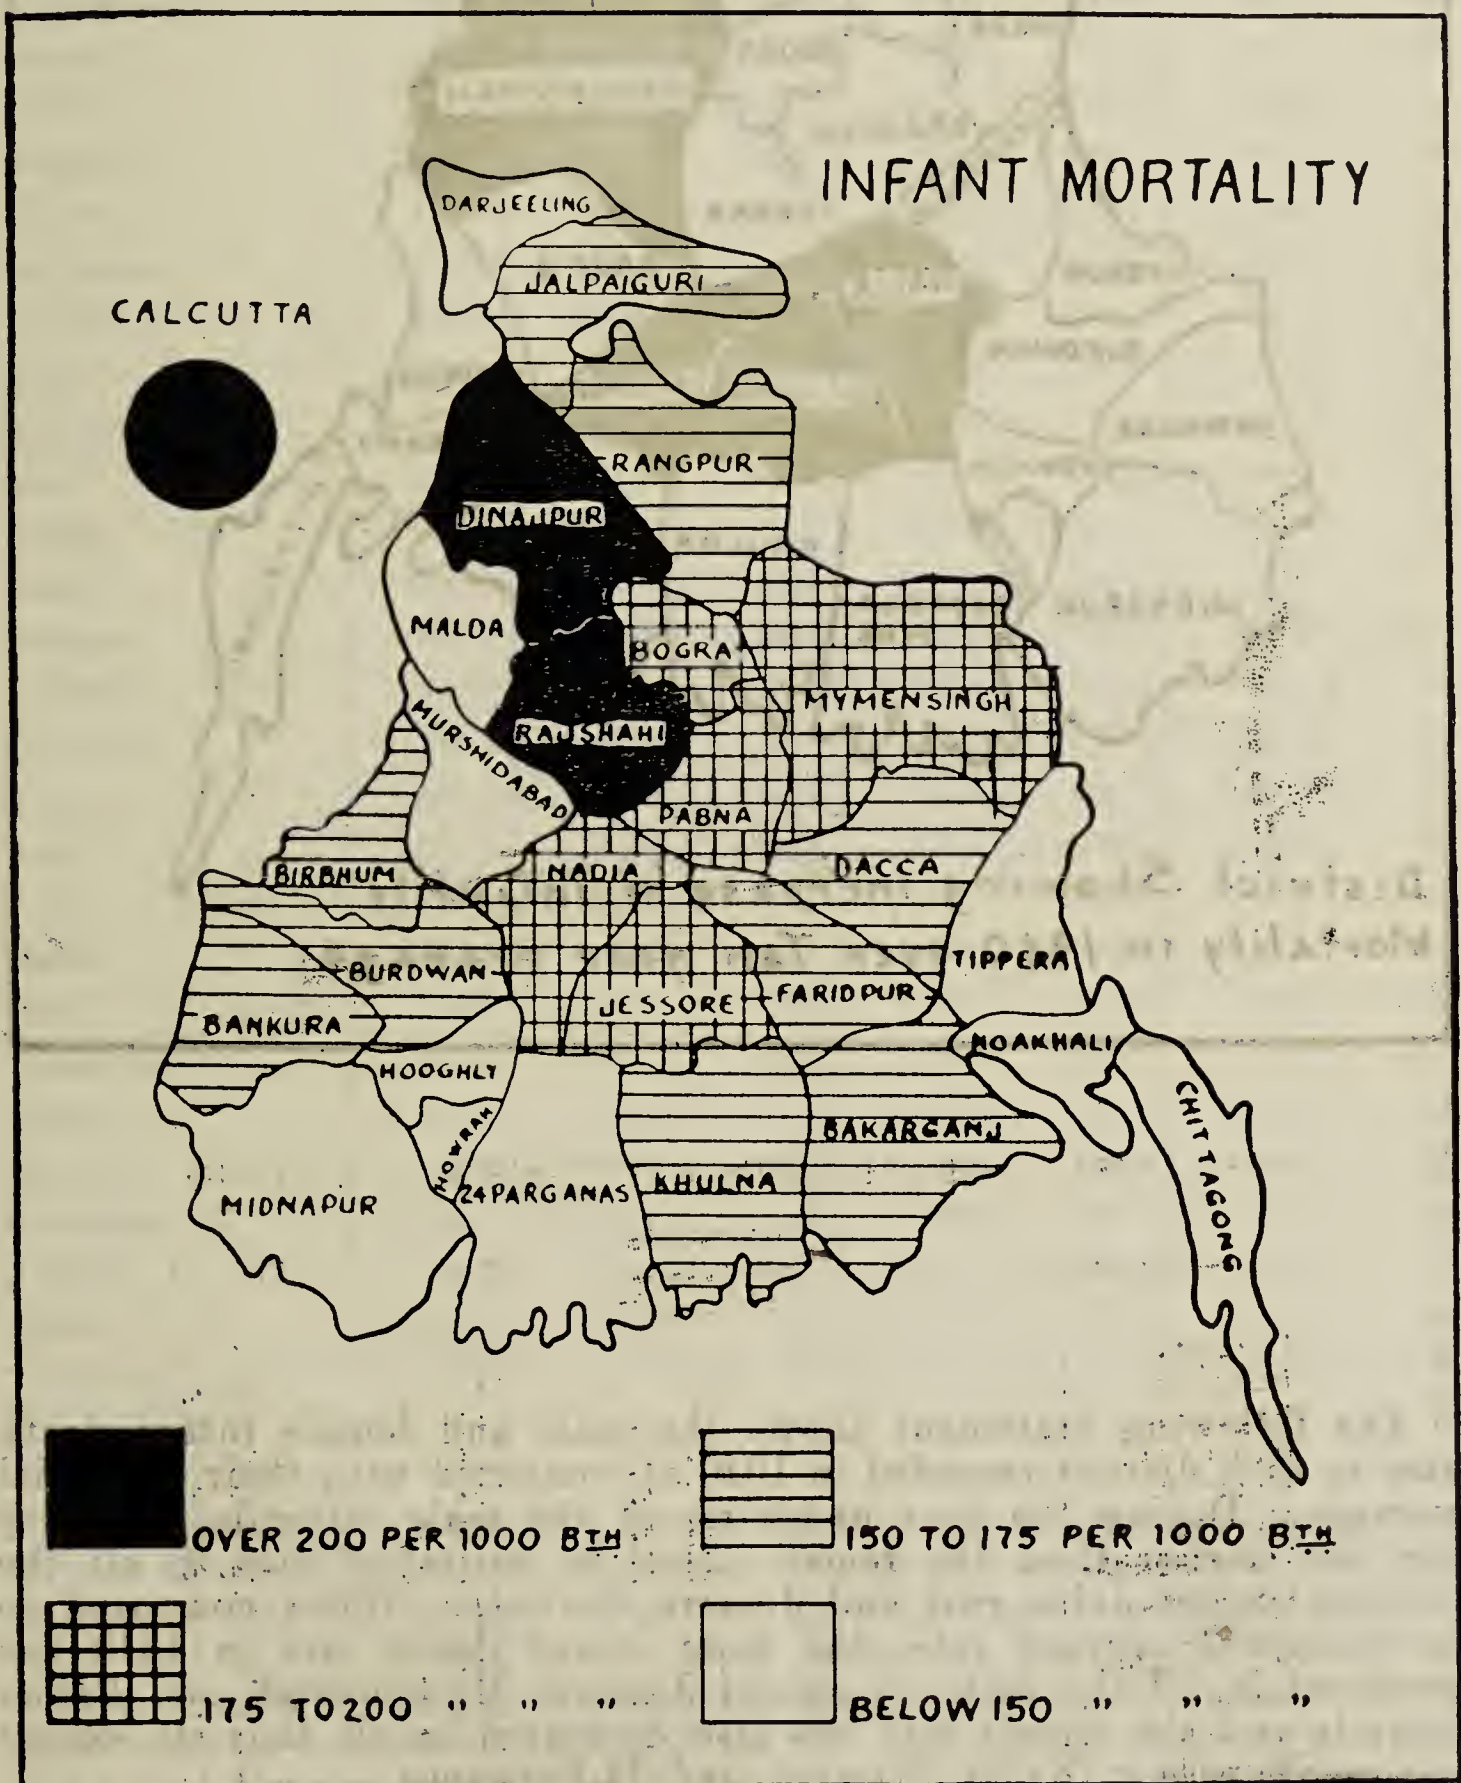 INFANT MORTALITY
DARJEELING
JALPAIGURI
CALCUTTA
RANGPUR
DINAJPUR
MALDA
BOGRA
MYMENSINGH
RAJSHAHI
MURSHIDABAD
PABNA
BIRBHUM
NADIA
DACCA
BURDWAN
TIPPERA
JESSORE
FARIDPUR
BANKURA
NOAKHALI
HOOGHLY
CHITTAGONG
HOWRAH
BAKARGANJ
MIDNAPUR
24 PARGANAS
KHULNA
OVER 200 PER 1000 BTH
150 TO 175 PER 1000 BTH
175 TO 200 " " "
BELOW 150 " " "